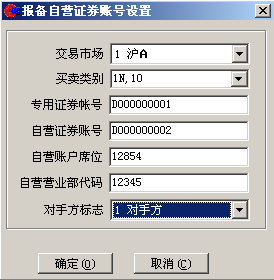 报备自营证券账号设置
交易市场 1 沪A
买卖类别 1N,10
专用证券帐号 D000000001
自营证券账号 D000000002
自营账户席位 12854
自营营业部代码 12345
对手方标志 1 对手方
确定(O) 取消(C)